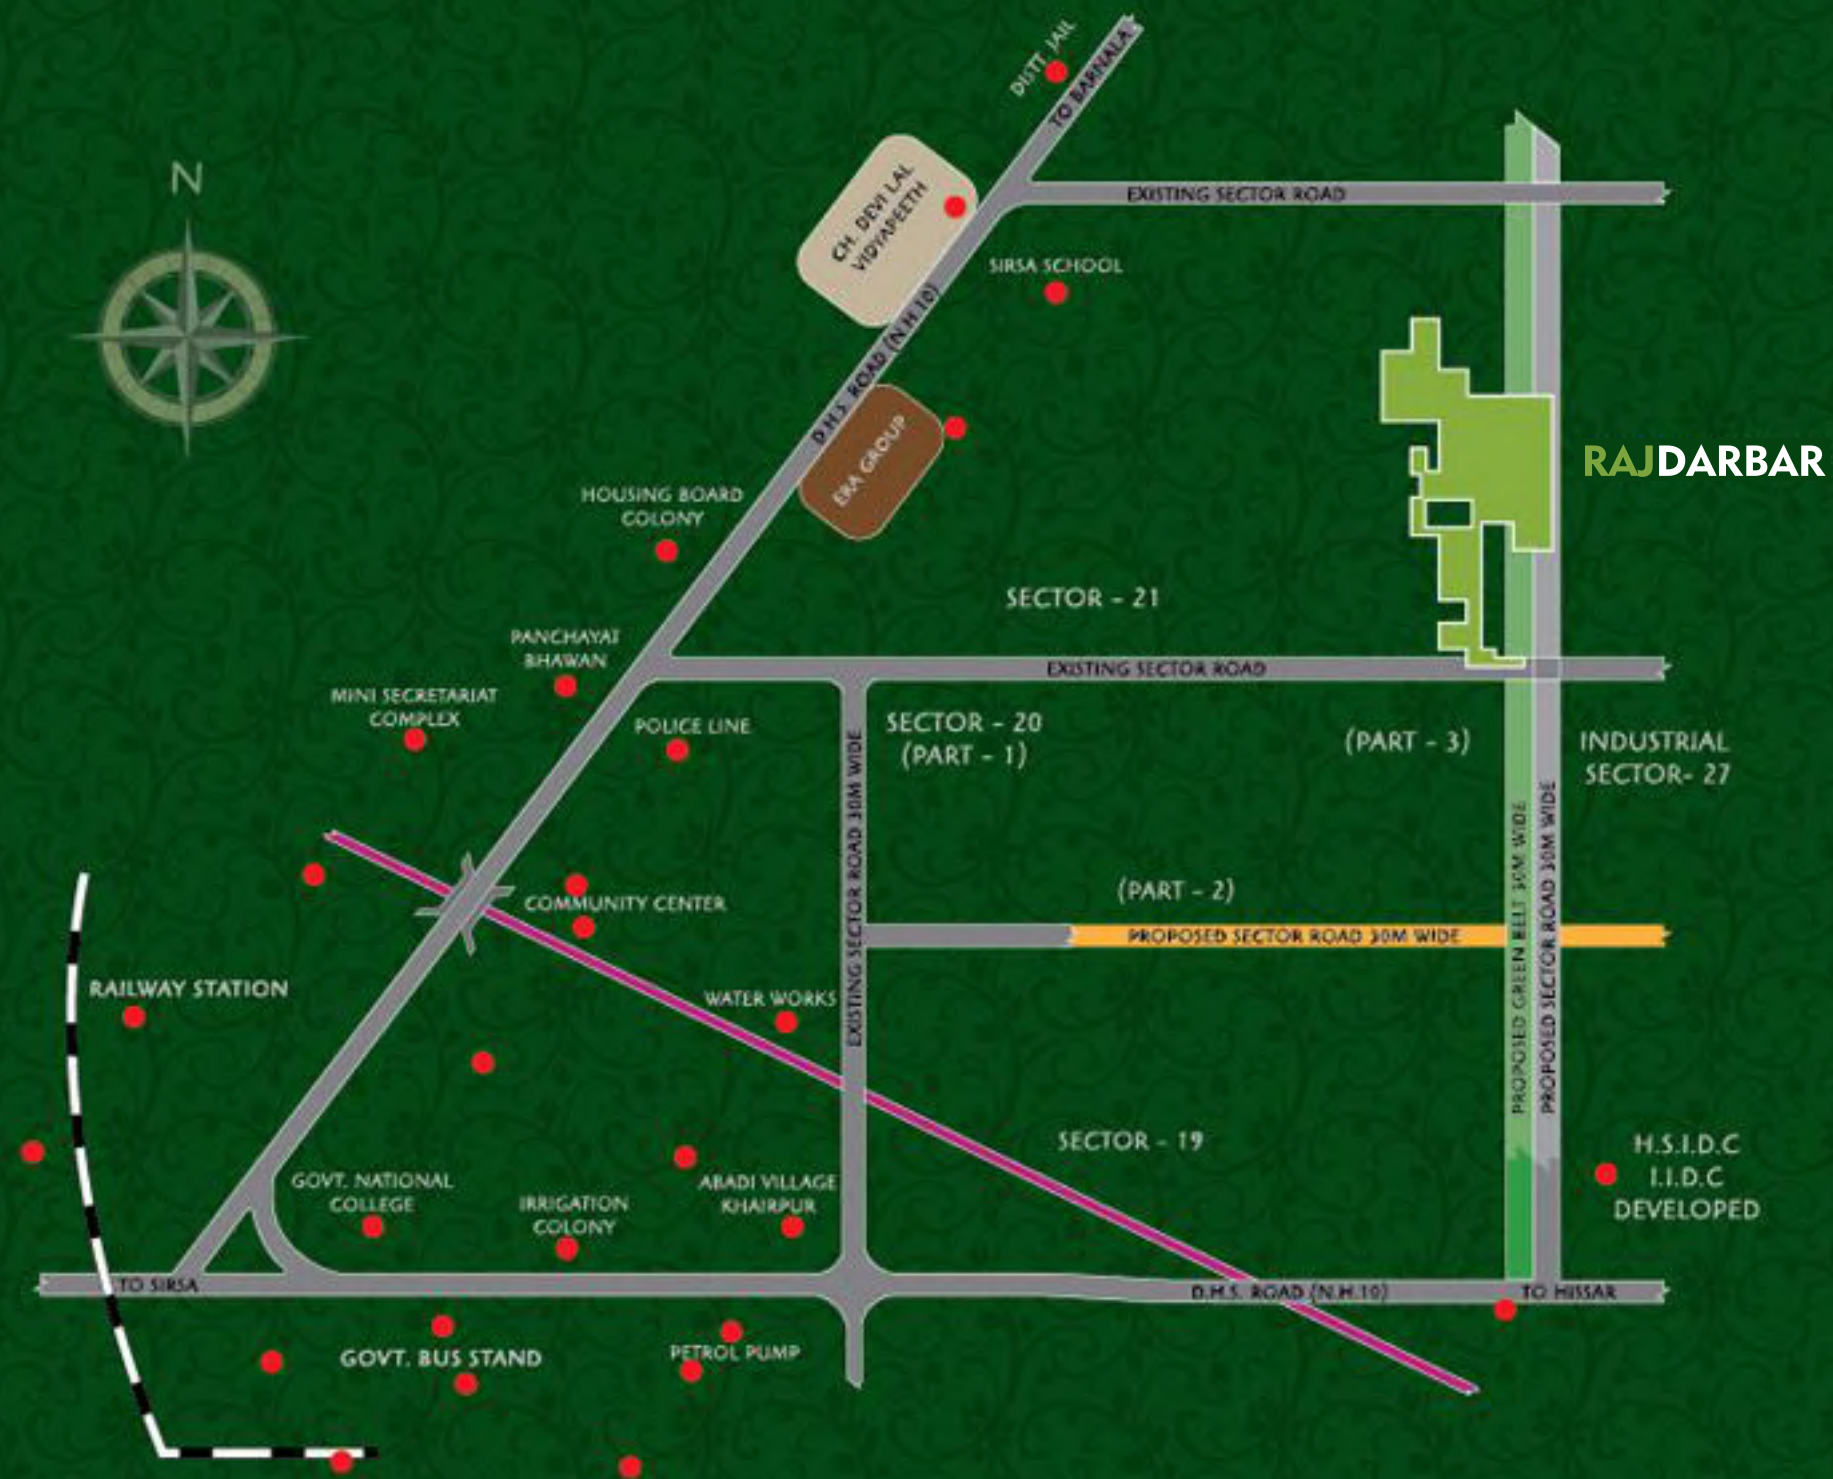 DISTT. JAIL
TO BARNALA
N
EXISTING SECTOR ROAD
CH. DEVI LAL
VIDYAPEETH
SIRSA SCHOOL
D.H.S. ROAD (N.H.10)
ERA GROUP
RAJDARBAR
HOUSING BOARD
COLONY
SECTOR - 21
PANCHAYAT
BHAWAN
EXISTING SECTOR ROAD
MINI SECRETARIAT
COMPLEX
POLICE LINE
SECTOR - 20
(PART - 1)
(PART - 3)
INDUSTRIAL
SECTOR- 27
EXISTING SECTOR ROAD 30M WIDE
PROPOSED GREEN BELT 30M WIDE
PROPOSED SECTOR ROAD 30M WIDE
(PART - 2)
COMMUNITY CENTER
PROPOSED SECTOR ROAD 30M WIDE
RAILWAY STATION
WATER WORKS
SECTOR - 19
H.S.I.D.C
I.I.D.C
DEVELOPED
GOVT. NATIONAL
COLLEGE
IRRIGATION
COLONY
ABADI VILLAGE
KHAIRPUR
TO SIRSA
D.H.S. ROAD (N.H.10)
TO HISSAR
GOVT. BUS STAND
PETROL PUMP